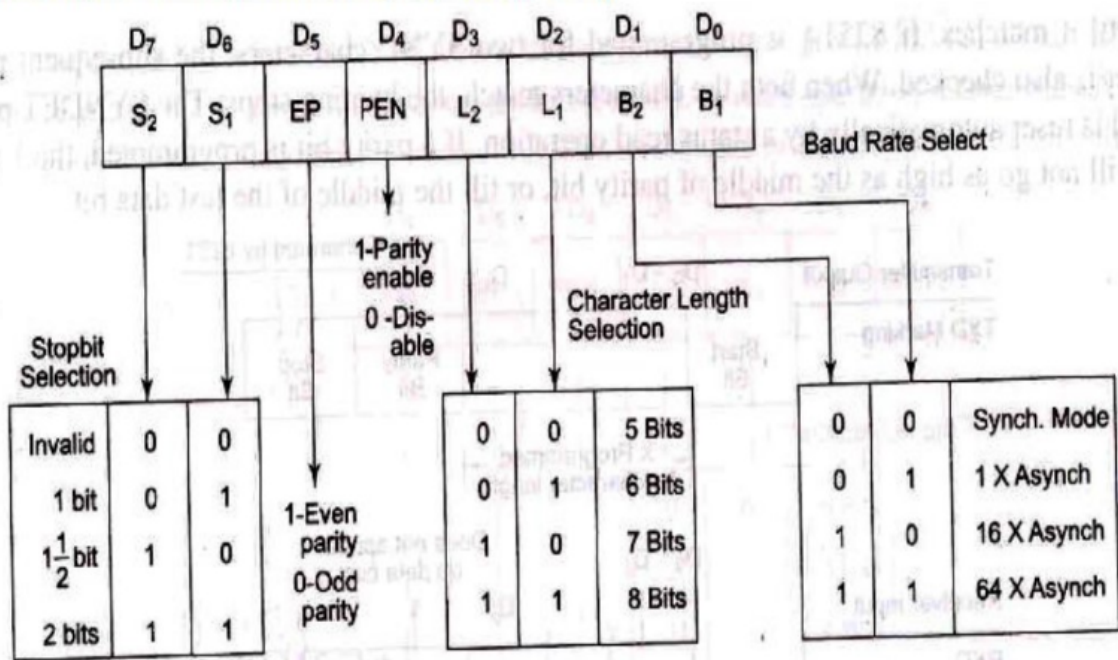 D7 D6 D5 D4 D3 D2 D1 D0
S2 S1 EP PEN L2 L1 B2 B1
Baud Rate Select
1-Parity
enable
0 -Dis-
able
Character Length
Selection
Stopbit
Selection
Invalid 0 0
1 bit 0 1
1 1/2 bit 1 0
2 bits 1 1
1-Even
parity
0-Odd
parity
0 0 5 Bits
0 1 6 Bits
1 0 7 Bits
1 1 8 Bits
0 0 Synch. Mode
0 1 1 X Asynch
1 0 16 X Asynch
1 1 64 X Asynch